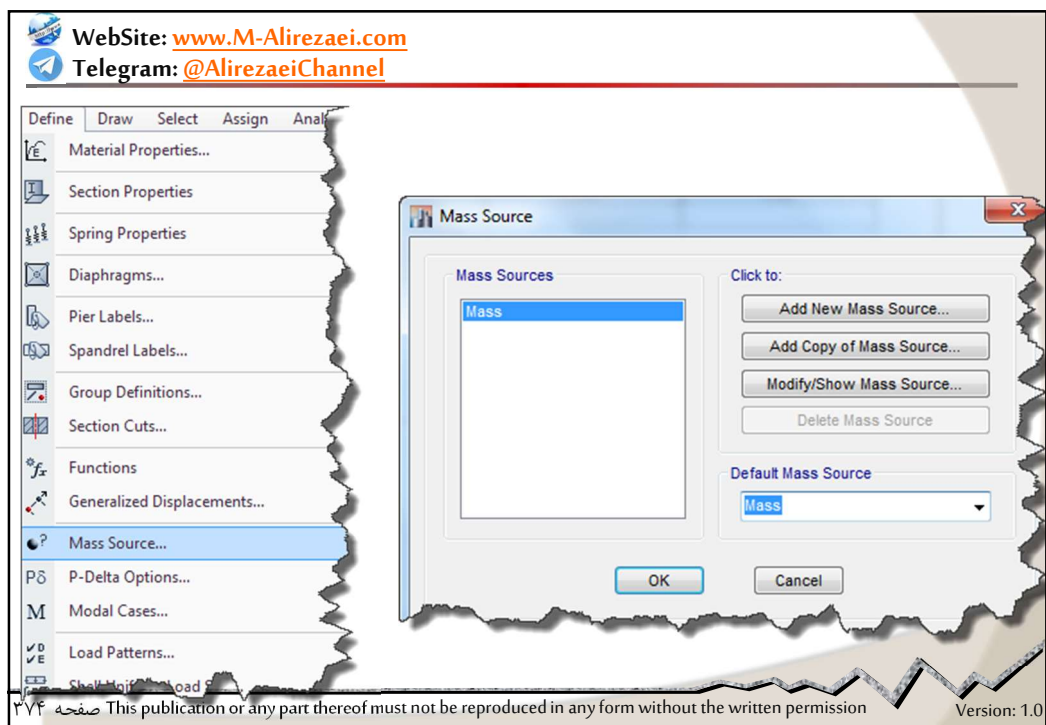 WebSite: www.M-Alirezaei.com
Telegram: @AlirezaeiChannel
Define Draw Select Assign
Material Properties...
Section Properties
Spring Properties
Diaphragms...
Pier Labels...
Spandrel Labels...
Group Definitions...
Section Cuts...
Functions
Generalized Displacements...
Mass Source...
P-Delta Options...
Modal Cases...
Load Patterns...
Mass Source
Mass Sources
Mass
Click to:
Add New Mass Source...
Add Copy of Mass Source...
Modify/Show Mass Source...
Delete Mass Source
Default Mass Source
Mass
OK
Cancel
صفحه ۳۷۴ This publication or any part thereof must not be reproduced in any form without the written permission
Version: 1.0